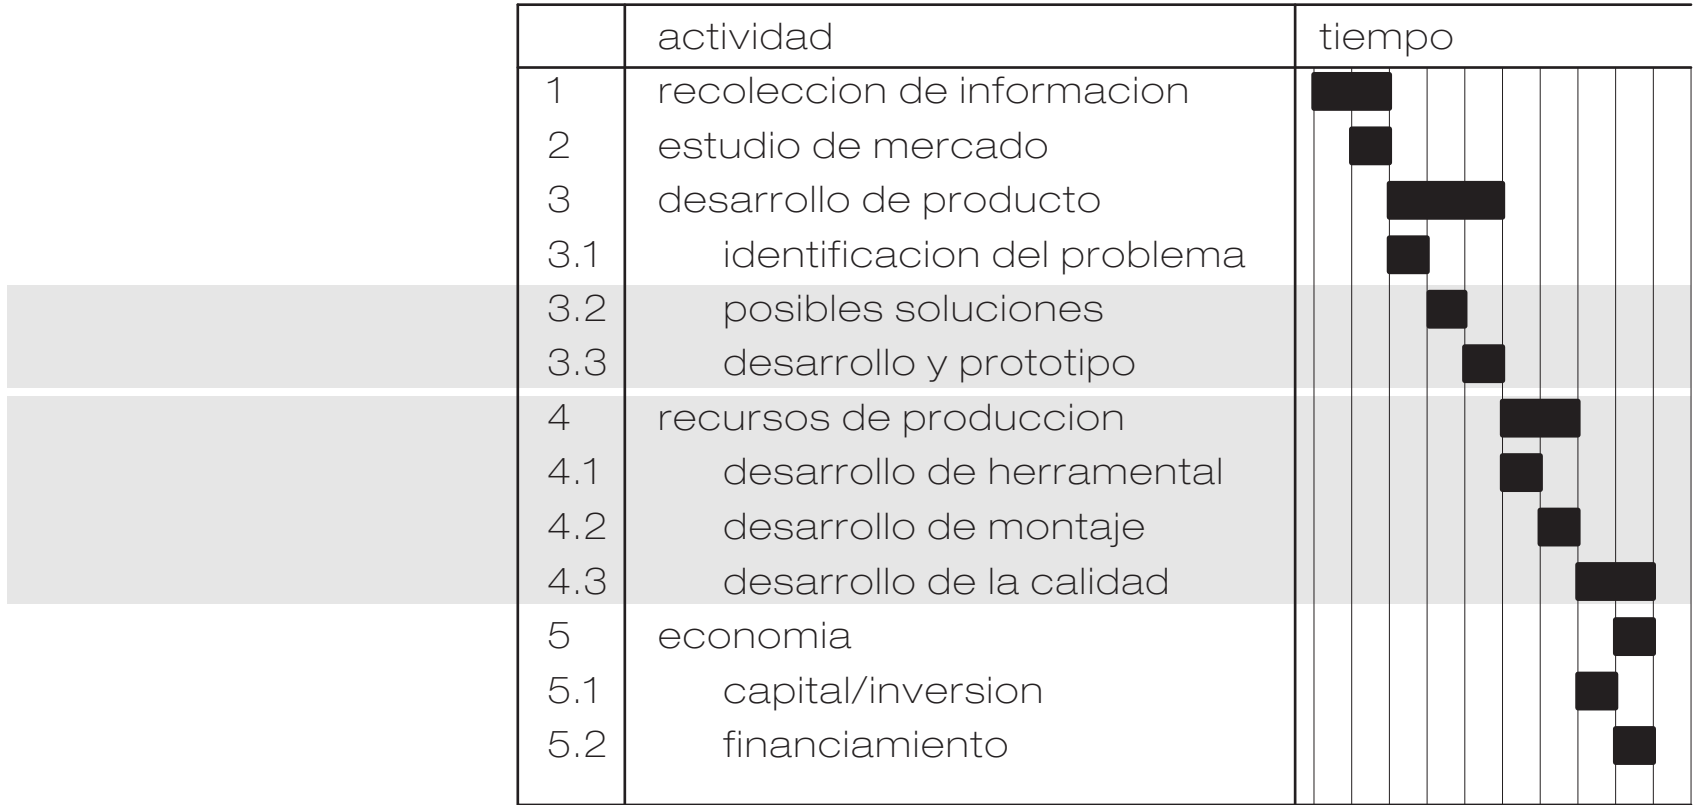 actividad tiempo
1 recoleccion de informacion
2 estudio de mercado
3 desarrollo de producto
3.1 identificacion del problema
3.2 posibles soluciones
3.3 desarrollo y prototipo
4 recursos de produccion
4.1 desarrollo de herramental
4.2 desarrollo de montaje
4.3 desarrollo de la calidad
5 economia
5.1 capital/inversion
5.2 financiamiento